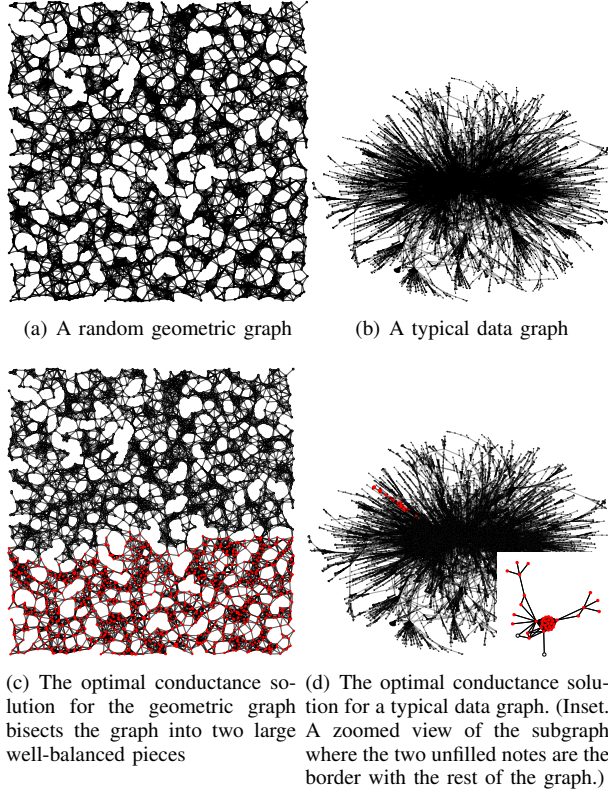 (a) A random geometric graph
(b) A typical data graph
(c) The optimal conductance so-
lution for the geometric graph
bisects the graph into two large
well-balanced pieces
(d) The optimal conductance solu-
tion for a typical data graph. (Inset.
A zoomed view of the subgraph
where the two unfilled notes are the
border with the rest of the graph.)